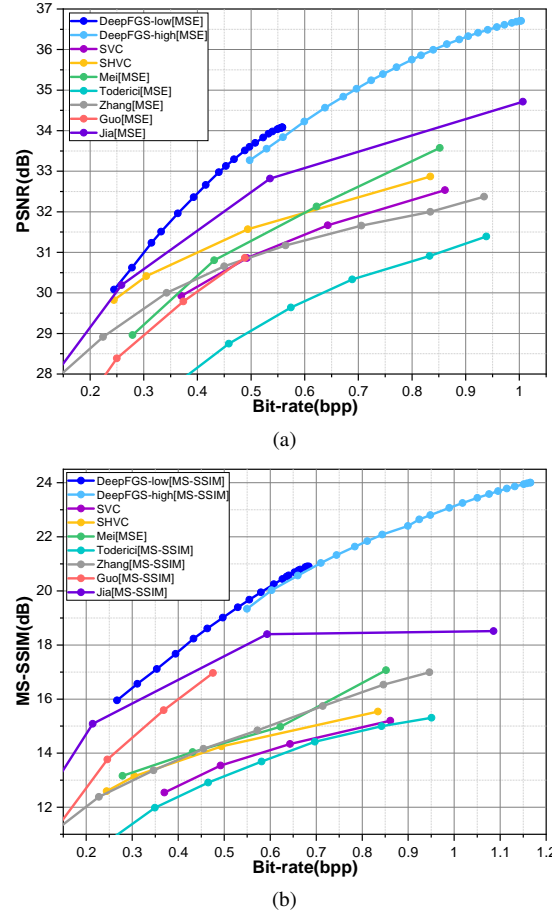 37
36
35
34
33
32
31
30
29
28
PSNR(dB)
DeepFGS-low[MSE]
DeepFGS-high[MSE]
SVC
SHVC
Mei[MSE]
Toderici[MSE]
Zhang[MSE]
Guo[MSE]
Jia[MSE]
0.2 0.3 0.4 0.5 0.6 0.7 0.8 0.9 1
Bit-rate(bpp)
(a)
24
22
20
18
16
14
12
MS-SSIM(dB)
DeepFGS-low[MS-SSIM]
DeepFGS-high[MS-SSIM]
SVC
SHVC
Mei[MSE]
Toderici[MS-SSIM]
Zhang[MS-SSIM]
Guo[MS-SSIM]
Jia[MS-SSIM]
0.2 0.3 0.4 0.5 0.6 0.7 0.8 0.9 1 1.1 1.2
Bit-rate(bpp)
(b)